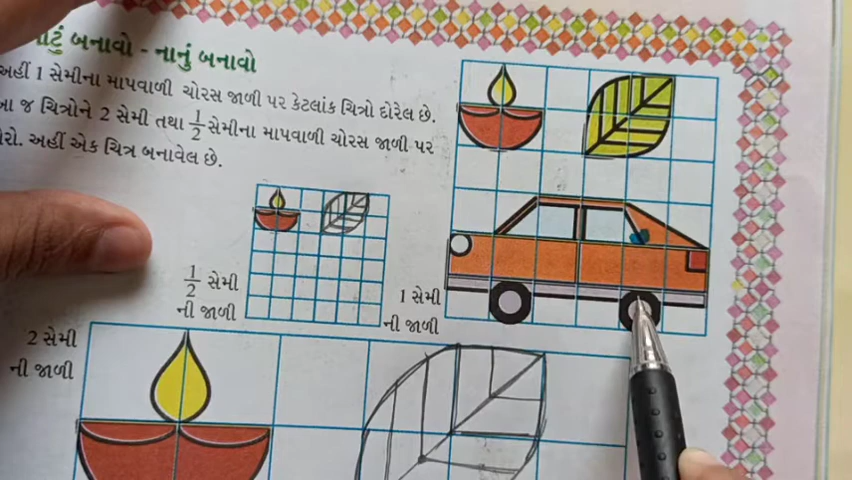 બનાવો - નાનું બનાવો
અહીં 1 સેમીના માપવાળી ચોરસ જાળી પર કેટલાંક ચિત્રો દોરેલ છે.
આ જ ચિત્રોને 2 સેમી તથા 1/2 સેમીના માપવાળી ચોરસ જાળી પર
દોરો. અહીં એક ચિત્ર બનાવેલ છે.
1/2 સેમી
ની જાળી
1 સેમી
ની જાળી
2 સેમી
ની જાળી